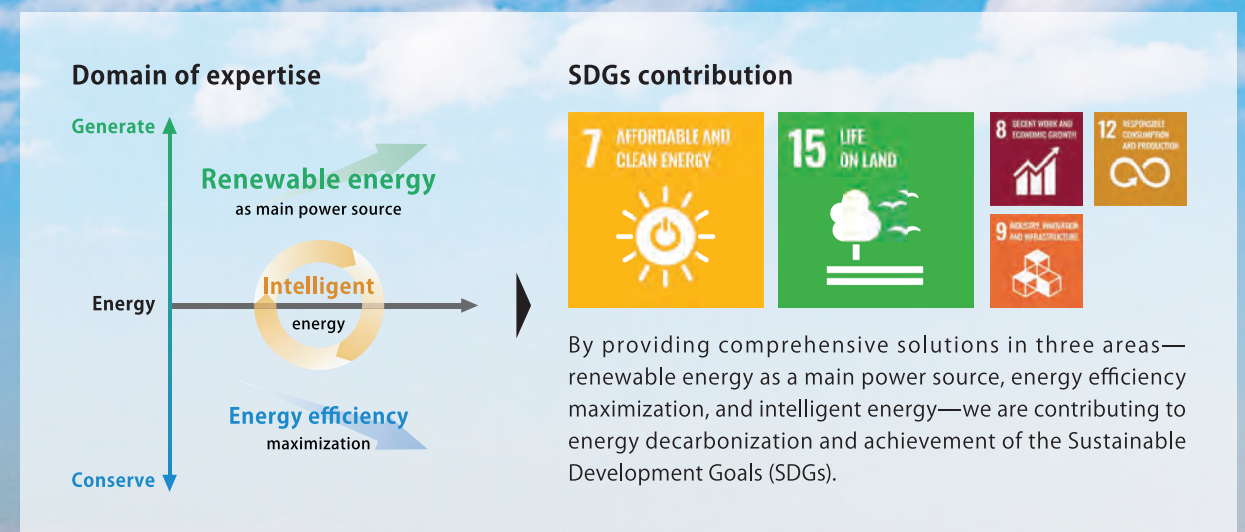 Domain of expertise
Generate
Renewable energy
as main power source
Energy
Intelligent
energy
Energy efficiency
maximization
Conserve
SDGs contribution
7 AFFORDABLE AND
CLEAN ENERGY
15 LIFE
ON LAND
8 DECENT WORK AND
ECONOMIC GROWTH
12 RESPONSIBLE
CONSUMPTION
AND PRODUCTION
9 INDUSTRY, INNOVATION
AND INFRASTRUCTURE
By providing comprehensive solutions in three areas—
renewable energy as a main power source, energy efficiency
maximization, and intelligent energy—we are contributing to
energy decarbonization and achievement of the Sustainable
Development Goals (SDGs).